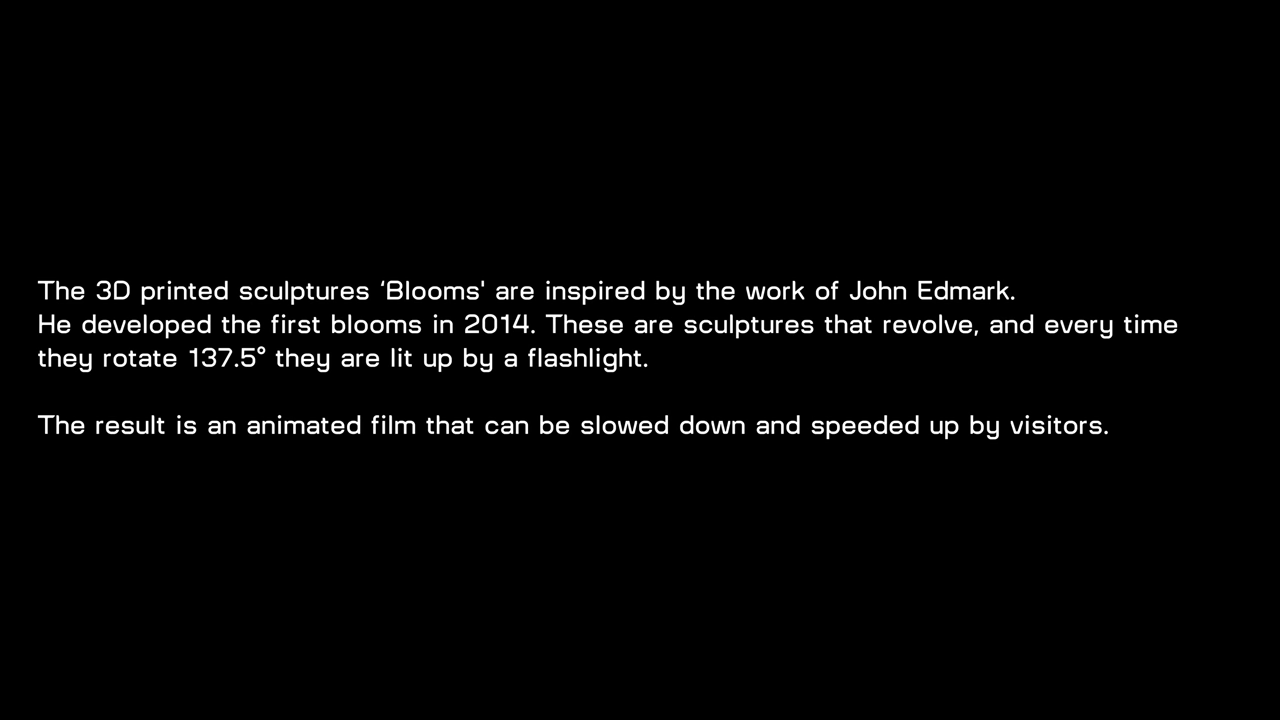 The 3D printed sculptures ‘Blooms' are inspired by the work of John Edmark.
He developed the first blooms in 2014. These are sculptures that revolve, and every time
they rotate 137.5° they are lit up by a flashlight.
The result is an animated film that can be slowed down and speeded up by visitors.